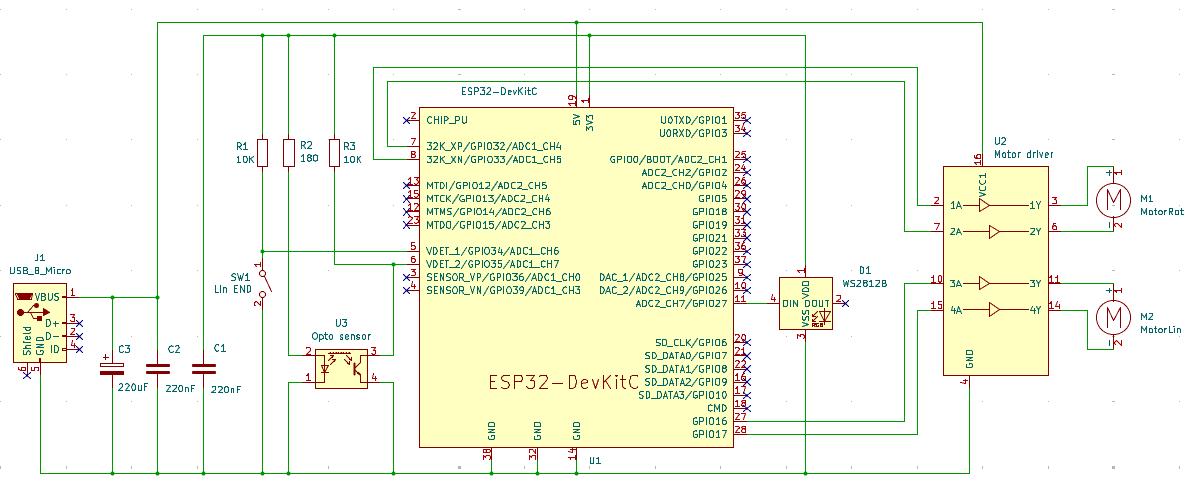 J1
USB_B_Micro
VBUS 1
D+ 3
D- 2
ID 4
Shield
GND
6
5
C3
220uF
C2
220nF
C1
220nF
R1
10K
R2
180
R3
10K
SW1
Lin END
1
2
U3
Opto sensor
2
3
1
4
ESP32-DevKitC
19
1
5V
3V3
2 CHIP_PU
7 32K_XP/GPIO32/ADC1_CH4
8 32K_XN/GPIO33/ADC1_CH5
13 MTDI/GPIO12/ADC2_CH5
15 MTCK/GPIO13/ADC2_CH4
12 MTMS/GPIO14/ADC2_CH6
23 MTDO/GPIO15/ADC2_CH3
5 VDET_1/GPIO34/ADC1_CH6
6 VDET_2/GPIO35/ADC1_CH7
3 SENSOR_VP/GPIO36/ADC1_CH0
4 SENSOR_VN/GPIO39/ADC1_CH3
U0TXD/GPIO1 35
U0RXD/GPIO3 34
GPIO0/BOOT/ADC2_CH1 25
ADC2_CH2/GPIO2 24
ADC2_CH0/GPIO4 26
GPIO5 29
GPIO18 30
GPIO19 31
GPIO21 33
GPIO22 36
GPIO23 37
DAC_1/ADC2_CH8/GPIO25 9
DAC_2/ADC2_CH9/GPIO26 10
ADC2_CH7/GPIO27 11
SD_CLK/GPIO6 20
SD_DATA0/GPIO7 21
SD_DATA1/GPIO8 22
SD_DATA2/GPIO9 16
SD_DATA3/GPIO10 17
CMD 18
GPIO16 27
GPIO17 28
ESP32-DevKitC
GND
GND
GND
38
32
14
U1
D1
WS2812B
1
VDD
4 DIN DOUT 2
VSS
RGB
3
U2
Motor driver
16
VCC1
2 1A 1Y 3
7 2A 2Y 6
10 3A 3Y 11
15 4A 4Y 14
GND
4
M1
MotorRot
M
+
1
-
2
M2
MotorLin
M
+
1
-
2